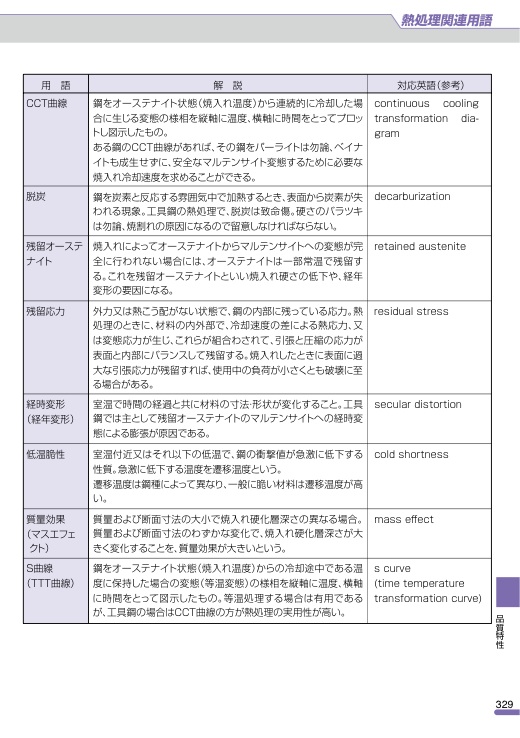 熱処理関連用語
用　語
解　説
対応英語（参考）
CCT曲線
鋼をオーステナイト状態（焼入れ温度）から連続的に冷却した場
合に生じる変態の様相を縦軸に温度、横軸に時間をとってプロッ
トし図示したもの。
ある鋼のCCT曲線があれば、その鋼をパーライトは勿論、ベイナ
イトも成生せずに、安全なマルテンサイト変態するために必要な
焼入れ冷却速度を求めることができる。
continuous cooling
transformation dia-
gram
脱炭
鋼を炭素と反応する雰囲気中で加熱するとき、表面から炭素が失
われる現象。工具鋼の熱処理で、脱炭は致命傷。硬さのバラツキ
は勿論、焼割れの原因になるので留意しなければならない。
decarburization
残留オーステ
ナイト
焼入れによってオーステナイトからマルテンサイトへの変態が完
全に行われない場合には、オーステナイトは一部常温で残留す
る。これを残留オーステナイトといい焼入れ硬さの低下や、経年
変形の要因になる。
retained austenite
残留応力
外力又は熱こう配がない状態で、鋼の内部に残っている応力。熱
処理のときに、材料の内外部で、冷却速度の差による熱応力、又
は変態応力が生じ、これらが組合わされて、引張と圧縮の応力が
表面と内部にバランスして残留する。焼入れしたときに表面に過
大な引張応力が残留すれば、使用中の負荷が小さくとも破壊に至
る場合がある。
residual stress
経時変形
（経年変形）
室温で時間の経過と共に材料の寸法・形状が変化すること。工具
鋼では主として残留オーステナイトのマルテンサイトへの経時変
態による膨張が原因である。
secular distortion
低温脆性
室温付近又はそれ以下の低温で、鋼の衝撃値が急激に低下する
性質。急激に低下する温度を遷移温度という。
遷移温度は鋼種によって異なり、一般に脆い材料は遷移温度が高
い。
cold shortness
質量効果
（マスエフェ
クト）
質量および断面寸法の大小で焼入れ硬化層深さの異なる場合。
質量および断面寸法のわずかな変化で、焼入れ硬化層深さが大
きく変化することを、質量効果が大きいという。
mass effect
S曲線
（TTT曲線）
鋼をオーステナイト状態（焼入れ温度）からの冷却途中である温
度に保持した場合の変態（等温変態）の様相を縦軸に温度、横軸
に時間をとって図示したもの。等温処理する場合は有用である
が、工具鋼の場合はCCT曲線の方が熱処理の実用性が高い。
s curve
(time temperature
transformation curve)
品質特性
329